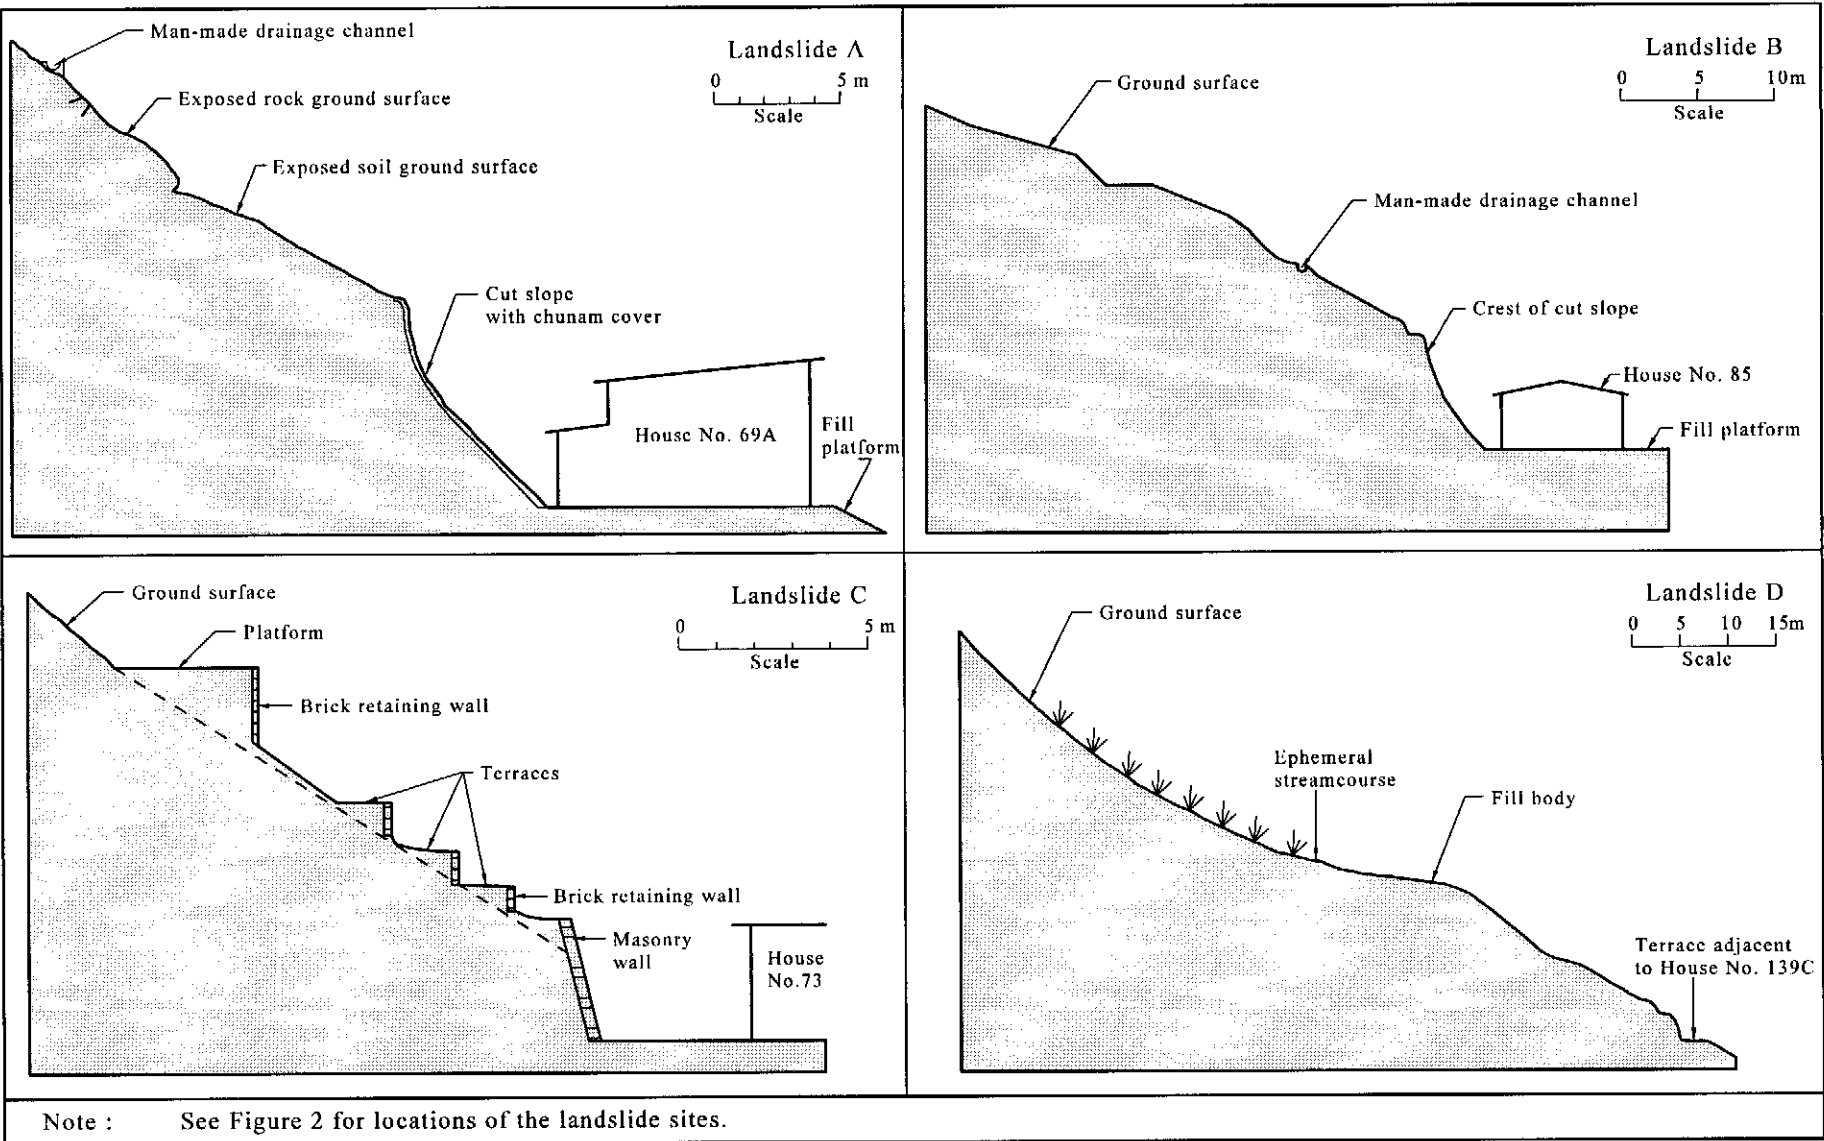 Man-made drainage channel
Landslide A
0 5 m
Scale
Exposed rock ground surface
Exposed soil ground surface
Cut slope
with chunam cover
House No. 69A
Fill
platform
Landslide B
0 5 10m
Scale
Ground surface
Man-made drainage channel
Crest of cut slope
House No. 85
Fill platform
Ground surface
Landslide C
0 5 m
Scale
Platform
Brick retaining wall
Terraces
Brick retaining wall
Masonry
wall
House
No.73
Landslide D
0 5 10 15m
Scale
Ground surface
Ephemeral
streamcourse
Fill body
Terrace adjacent
to House No. 139C
Note : See Figure 2 for locations of the landslide sites.